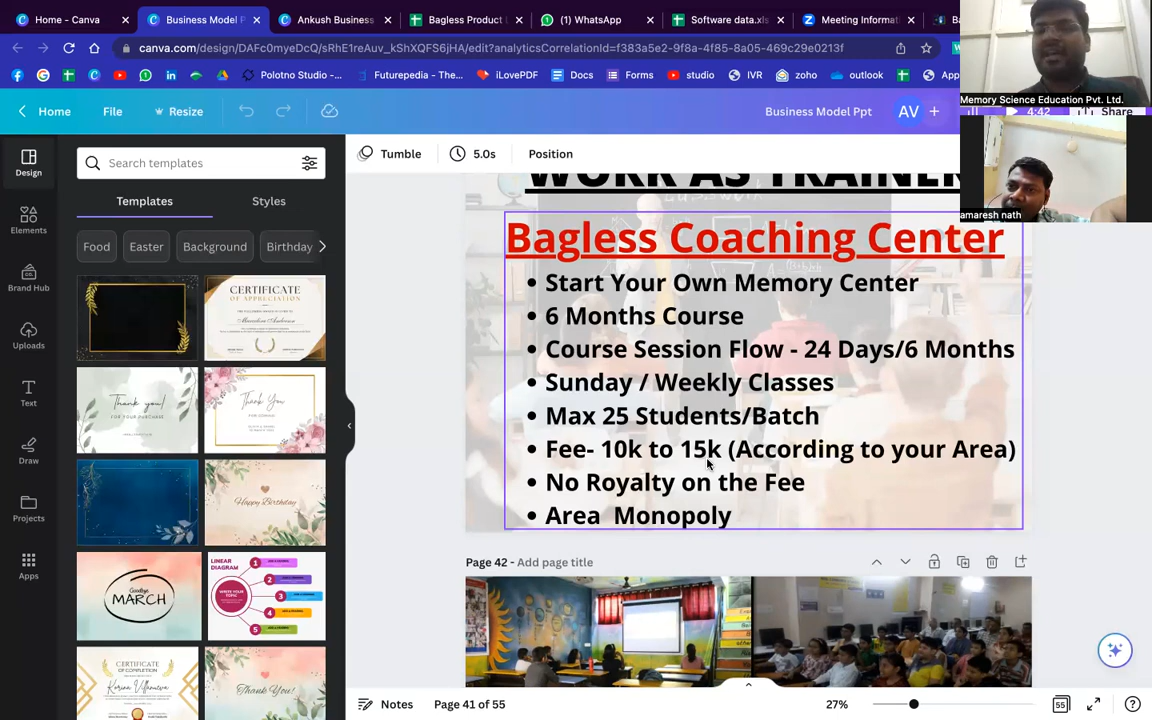 Home - Canva
Business Model P
Ankush Business
Bagless Product L
(1) WhatsApp
Software data.xls
Meeting Informati
canva.com/design/DAFc0myeDcQ/sRhE1reAuv_kShXQFS6jHA/edit?analyticsCorrelationId=f383a5e2-9f8a-4f85-8a05-469c29e0213f
Polotno Studio -...
Futurepedia - The...
iLovePDF
Docs
Forms
studio
IVR
zoho
outlook
App
Memory Science Education Pvt. Ltd.
Home
File
Resize
Business Model Ppt
AV
4:42
Share
Design
Search templates
Tumble
5.0s
Position
amaresh nath
WORK AS TRAINE
Templates
Styles
Elements
Food
Easter
Background
Birthday
Brand Hub
Uploads
Text
Draw
Projects
Apps
CERTIFICATE
OF APPRECIATION
Thank you!
Thank You
Happy Birthday
MARCH
LINEAR
DIAGRAM
CERTIFICATE
Thank You!
Bagless Coaching Center
• Start Your Own Memory Center
• 6 Months Course
• Course Session Flow - 24 Days/6 Months
• Sunday / Weekly Classes
• Max 25 Students/Batch
• Fee- 10k to 15k (According to your Area)
• No Royalty on the Fee
• Area Monopoly
Page 42 - Add page title
Notes
Page 41 of 55
27%
55